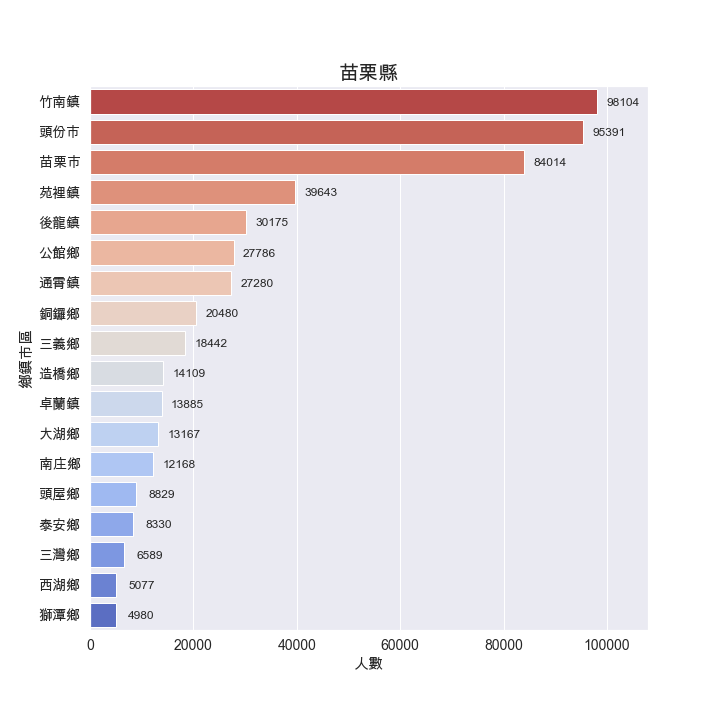 苗栗縣
鄉鎮市區
竹南鎮 98104
頭份市 95391
苗栗市 84014
苑裡鎮 39643
後龍鎮 30175
公館鄉 27786
通霄鎮 27280
銅鑼鄉 20480
三義鄉 18442
造橋鄉 14109
卓蘭鎮 13885
大湖鄉 13167
南庄鄉 12168
頭屋鄉 8829
泰安鄉 8330
三灣鄉 6589
西湖鄉 5077
獅潭鄉 4980
0 20000 40000 60000 80000 100000
人數